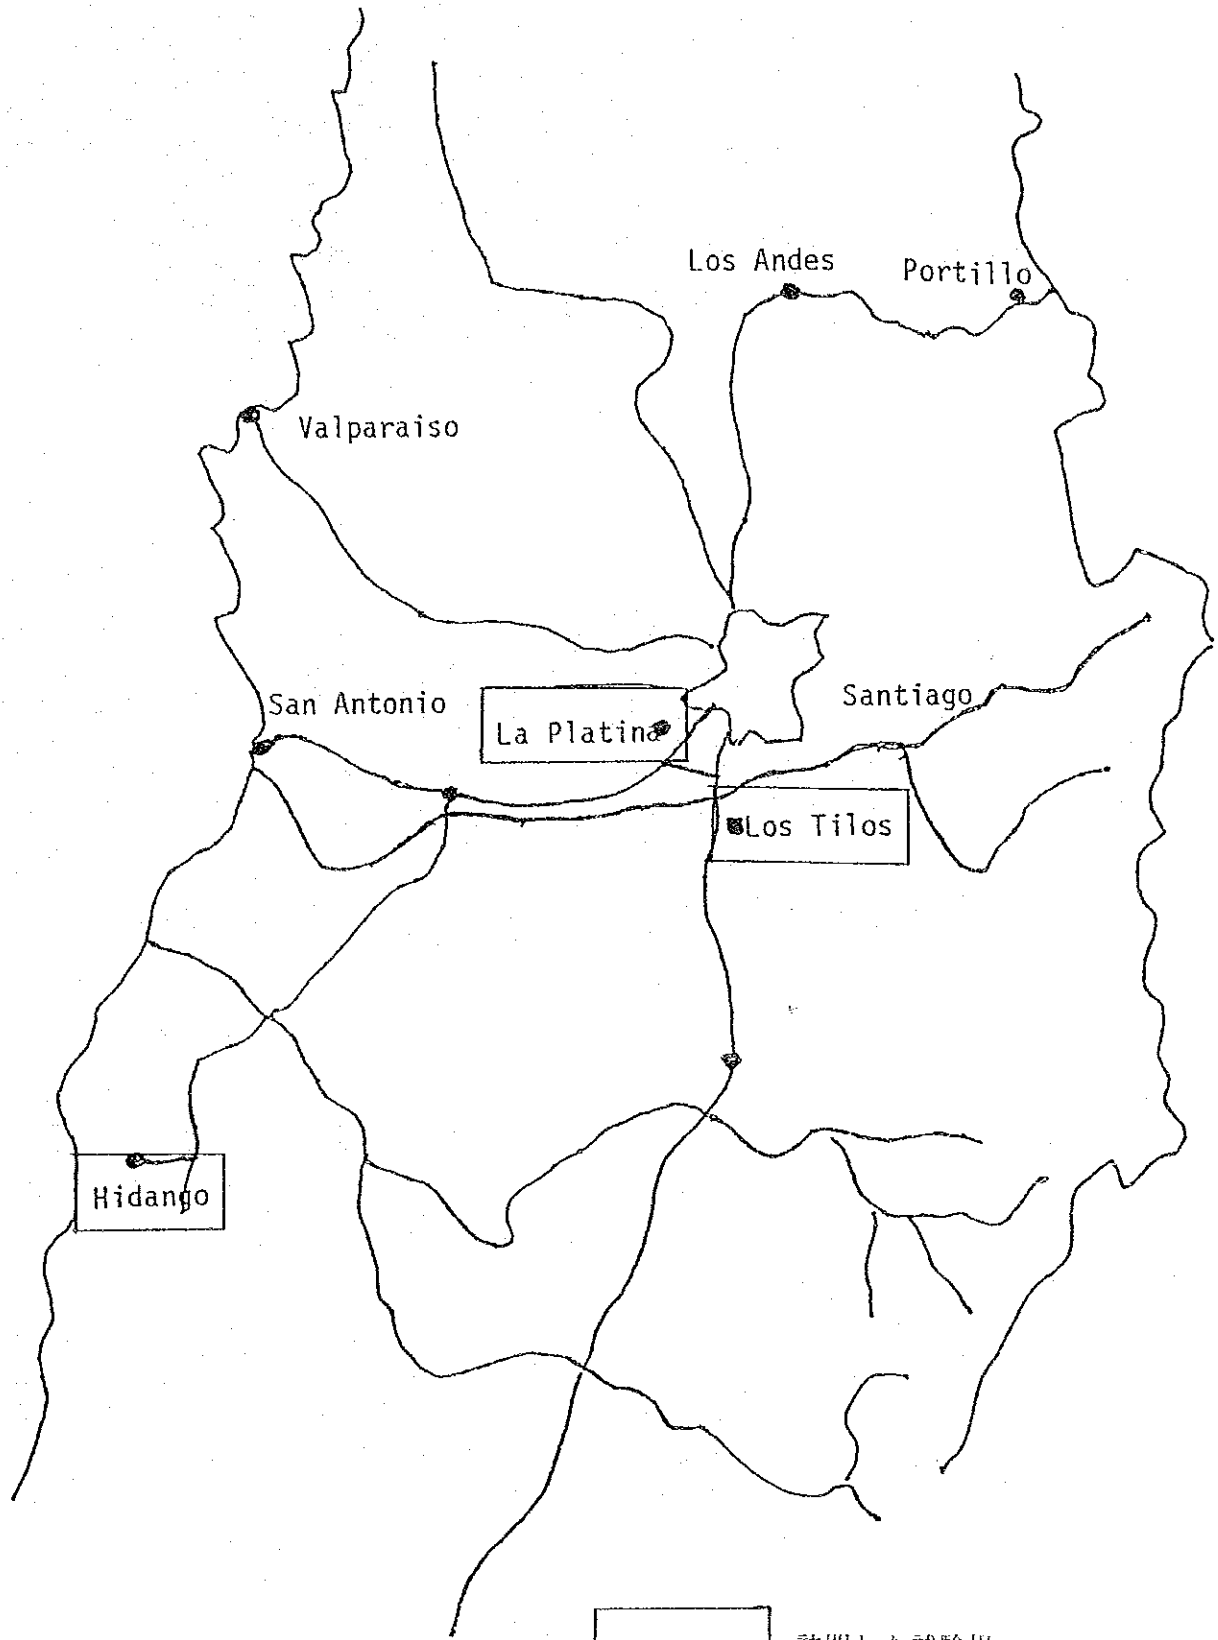 Los Andes
Portillo
Valparaiso
San Antonio
Santiago
La Platina
Los Tilos
Hidango